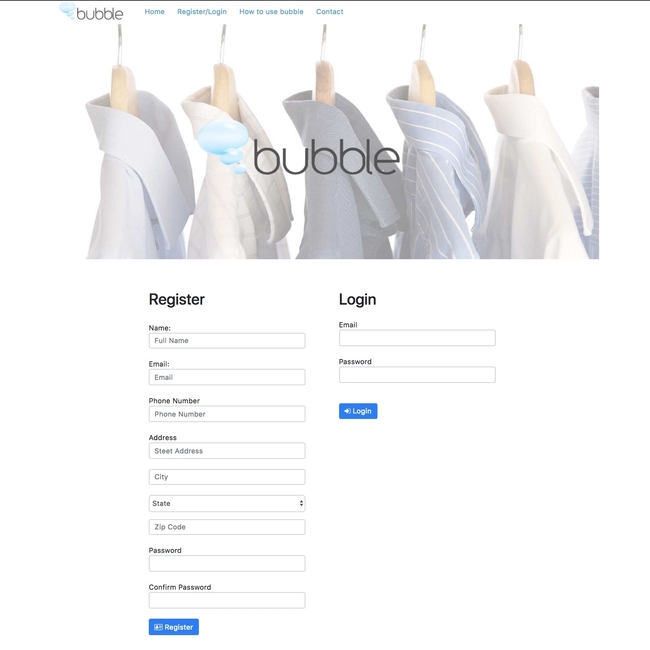 bubble
Home Register/Login How to use bubble Contact
bubble
Register
Name:
Full Name
Email:
Email
Phone Number
Phone Number
Address
Steet Address
City
State
Zip Code
Password
Confirm Password
Register
Login
Email
Password
Login